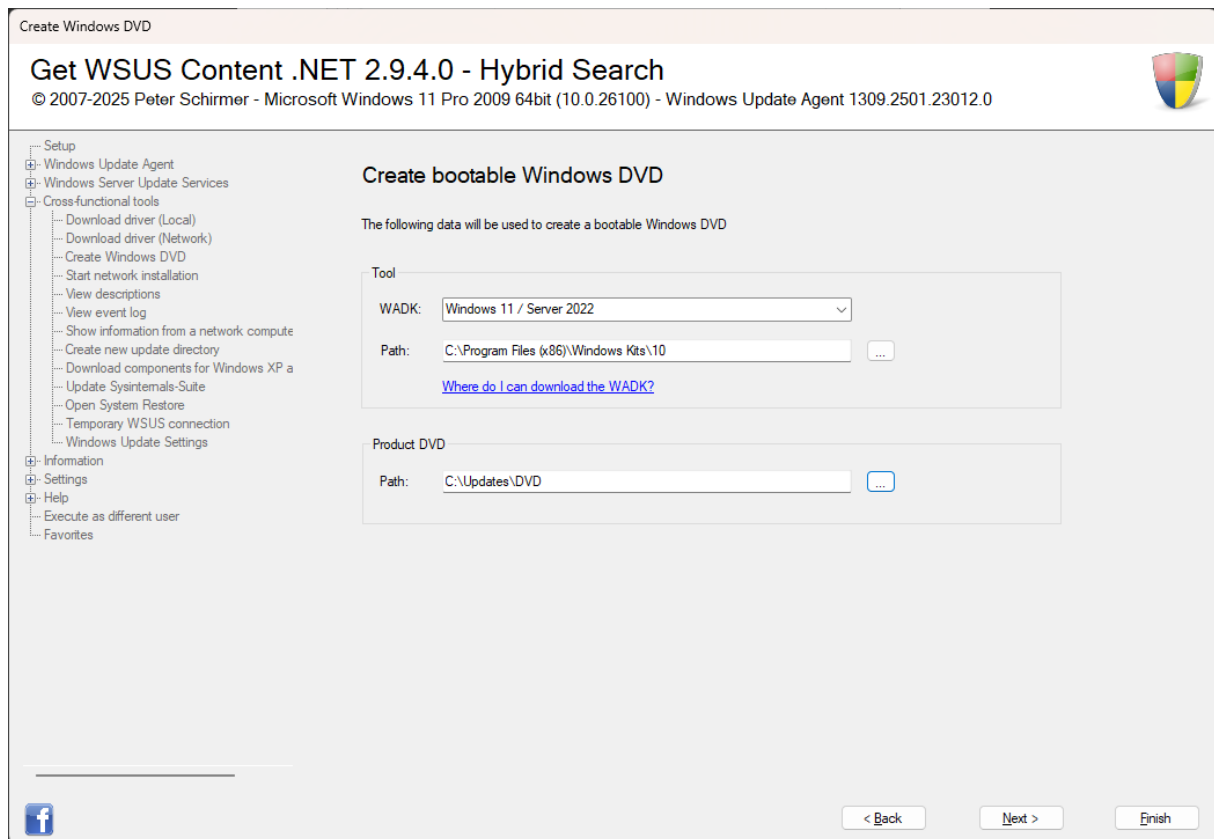 Create Windows DVD
Get WSUS Content .NET 2.9.4.0 - Hybrid Search
© 2007-2025 Peter Schirmer - Microsoft Windows 11 Pro 2009 64bit (10.0.26100) - Windows Update Agent 1309.2501.23012.0
Setup
Windows Update Agent
Windows Server Update Services
Cross-functional tools
Download driver (Local)
Download driver (Network)
Create Windows DVD
Start network installation
View descriptions
View event log
Show information from a network compute
Create new update directory
Download components for Windows XP a
Update Sysinternals-Suite
Open System Restore
Temporary WSUS connection
Windows Update Settings
Information
Settings
Help
Execute as different user
Favorites
Create bootable Windows DVD
The following data will be used to create a bootable Windows DVD
Tool
WADK: Windows 11 / Server 2022
Path: C:\Program Files (x86)\Windows Kits\10 ...
Where do I can download the WADK?
Product DVD
Path: C:\Updates\DVD ...
f
< Back Next > Finish